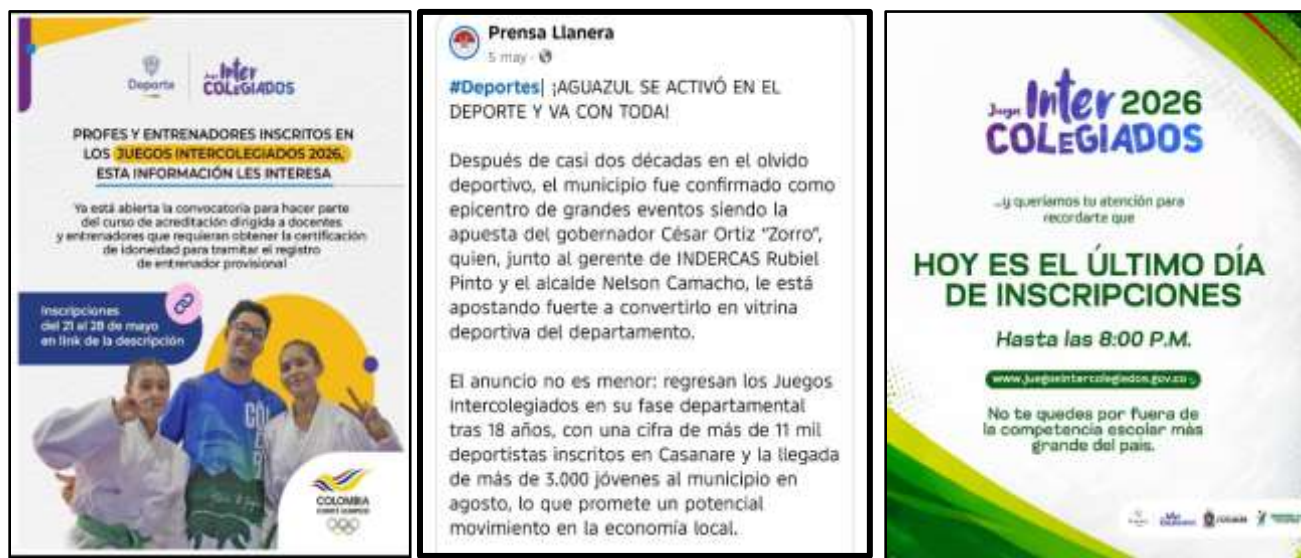 Deporte
Juegos Inter
COLEGIADOS
PROFES Y ENTRENADORES INSCRITOS EN
LOS JUEGOS INTERCOLEGIADOS 2026,
ESTA INFORMACIÓN LES INTERESA
Ya está abierta la convocatoria para hacer parte
del curso de acreditación dirigida a docentes
y entrenadores que requieran obtener la certificación
de idoneidad para tramitar el registro
de entrenador provisional
Inscripciones
del 21 al 28 de mayo
en link de la descripción
COLOMBIA
COMITÉ OLÍMPICO
Prensa Llanera
5 may ·
#Deportes| ¡AGUAZUL SE ACTIVÓ EN EL
DEPORTE Y VA CON TODA!
Después de casi dos décadas en el olvido
deportivo, el municipio fue confirmado como
epicentro de grandes eventos siendo la
apuesta del gobernador César Ortiz "Zorro",
quien, junto al gerente de INDERCAS Rubiel
Pinto y el alcalde Nelson Camacho, le está
apostando fuerte a convertirlo en vitrina
deportiva del departamento.
El anuncio no es menor: regresan los Juegos
Intercolegiados en su fase departamental
tras 18 años, con una cifra de más de 11 mil
deportistas inscritos en Casanare y la llegada
de más de 3.000 jóvenes al municipio en
agosto, lo que promete un potencial
movimiento en la economía local.
Juegos Inter 2026
COLEGIADOS
...y queríamos tu atención para
recordarte que
HOY ES EL ÚLTIMO DÍA
DE INSCRIPCIONES
Hasta las 8:00 P.M.
www.juegosintercolegiados.gov.co
No te quedes por fuera de
la competencia escolar más
grande del país.